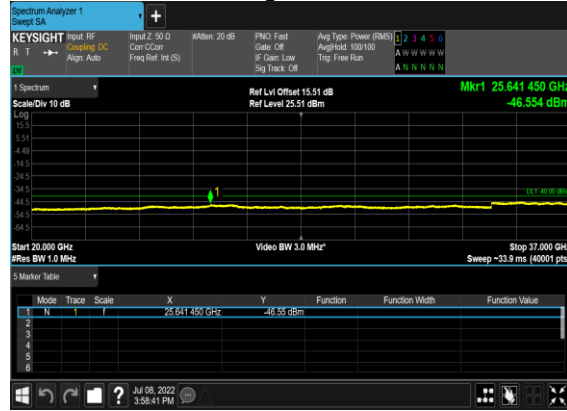 Spectrum Analyzer 1
Swept SA
KEYSIGHT Input: RF Input Z: 50 Ω #Atten: 20 dB PNO: Fast Avg Type: Power (RMS) 1 2 3 4 5 6
R T Coupling: DC Corr CCorr Gate: Off Avg|Hold: 100/100 A W W W W W
Align: Auto Freq Ref: Int (S) IF Gain: Low Trig: Free Run
Sig Track: Off A N N N N N
1 Spectrum Ref Lvl Offset 15.51 dB Mkr1 25.641 450 GHz
Scale/Div 10 dB Ref Level 25.51 dBm -46.554 dBm
Log
15.5
5.51
-4.49
-14.5
-24.5
-34.5
-44.5
-54.5
-64.5
1
DL1 -40.00 dBm
Start 20.000 GHz Video BW 3.0 MHz* Stop 37.000 GHz
#Res BW 1.0 MHz Sweep ~33.9 ms (40001 pts)
5 Marker Table
Mode Trace Scale X Y Function Function Width Function Value
1 N 1 f 25.641 450 GHz -46.55 dBm
2
3
4
5
6
Jul 08, 2022
3:58:41 PM